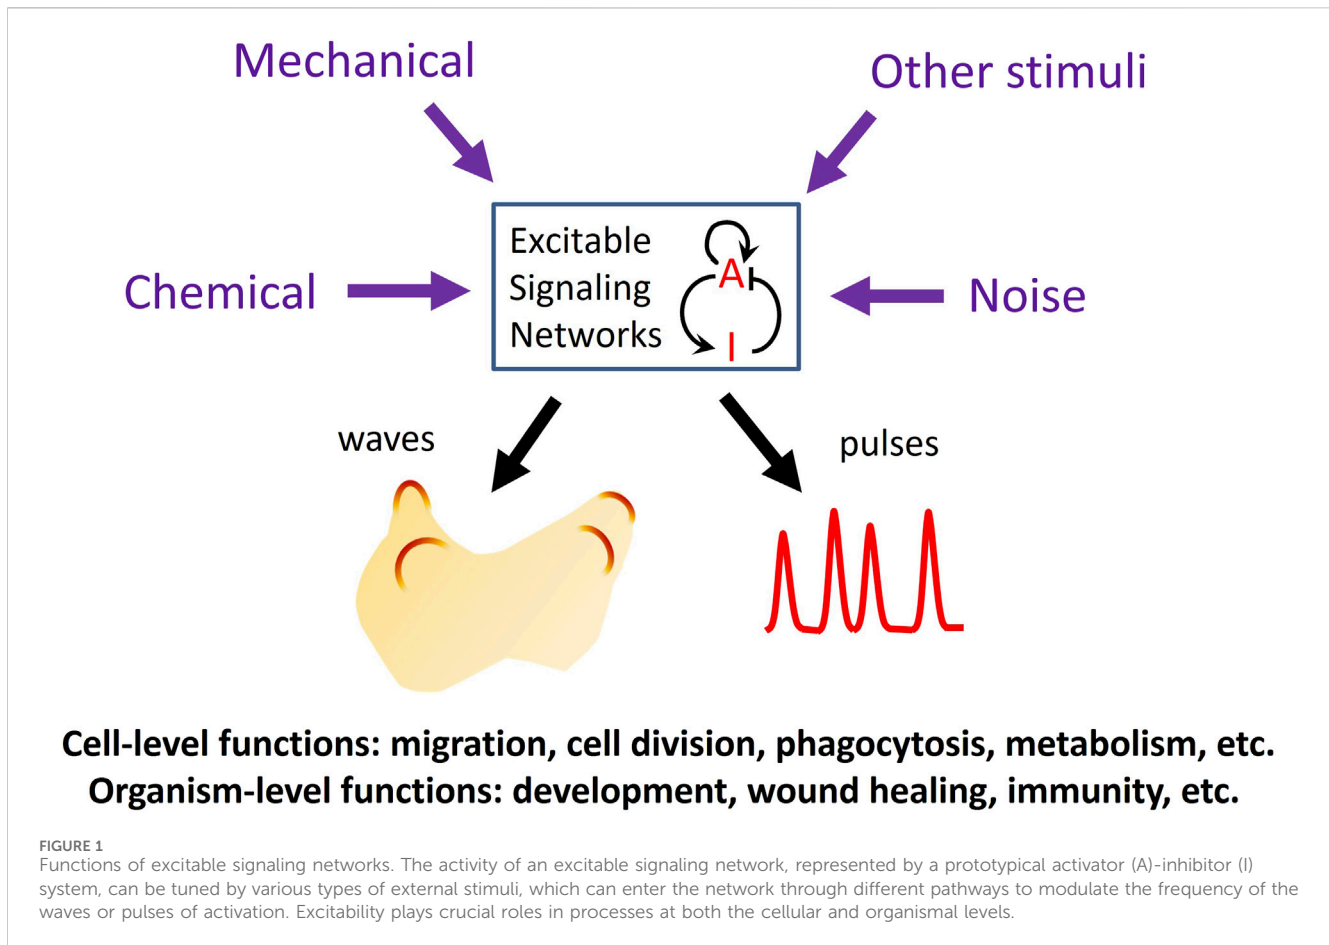 Mechanical
Other stimuli
Excitable
Signaling
Networks
A
I
Chemical
Noise
waves
pulses
Cell-level functions: migration, cell division, phagocytosis, metabolism, etc.
Organism-level functions: development, wound healing, immunity, etc.
FIGURE 1
Functions of excitable signaling networks. The activity of an excitable signaling network, represented by a prototypical activator (A)-inhibitor (I)
system, can be tuned by various types of external stimuli, which can enter the network through different pathways to modulate the frequency of the
waves or pulses of activation. Excitability plays crucial roles in processes at both the cellular and organismal levels.